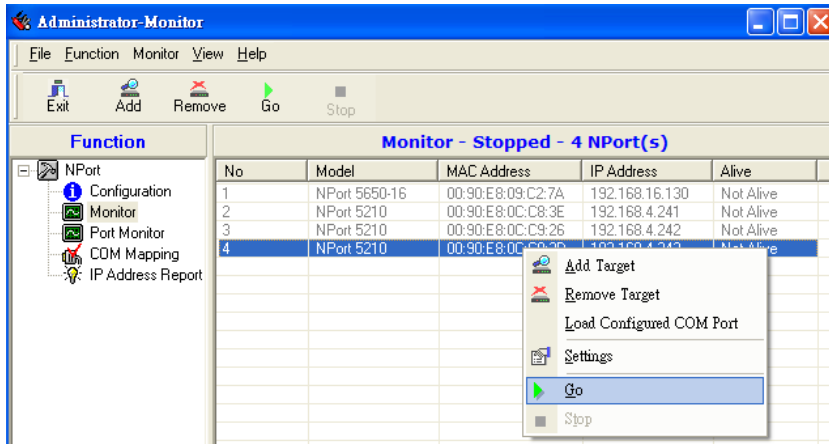 Administrator-Monitor
File Function Monitor View Help
Exit Add Remove Go Stop
Function
Monitor - Stopped - 4 NPort(s)
NPort
Configuration
Monitor
Port Monitor
COM Mapping
IP Address Report
No Model MAC Address IP Address Alive
1 NPort 5650-16 00:90:E8:09:C2:7A 192.168.16.130 Not Alive
2 NPort 5210 00:90:E8:0C:C8:3E 192.168.4.241 Not Alive
3 NPort 5210 00:90:E8:0C:C9:26 192.168.4.242 Not Alive
4 NPort 5210 Not Alive
Add Target
Remove Target
Load Configured COM Port
Settings
Go
Stop